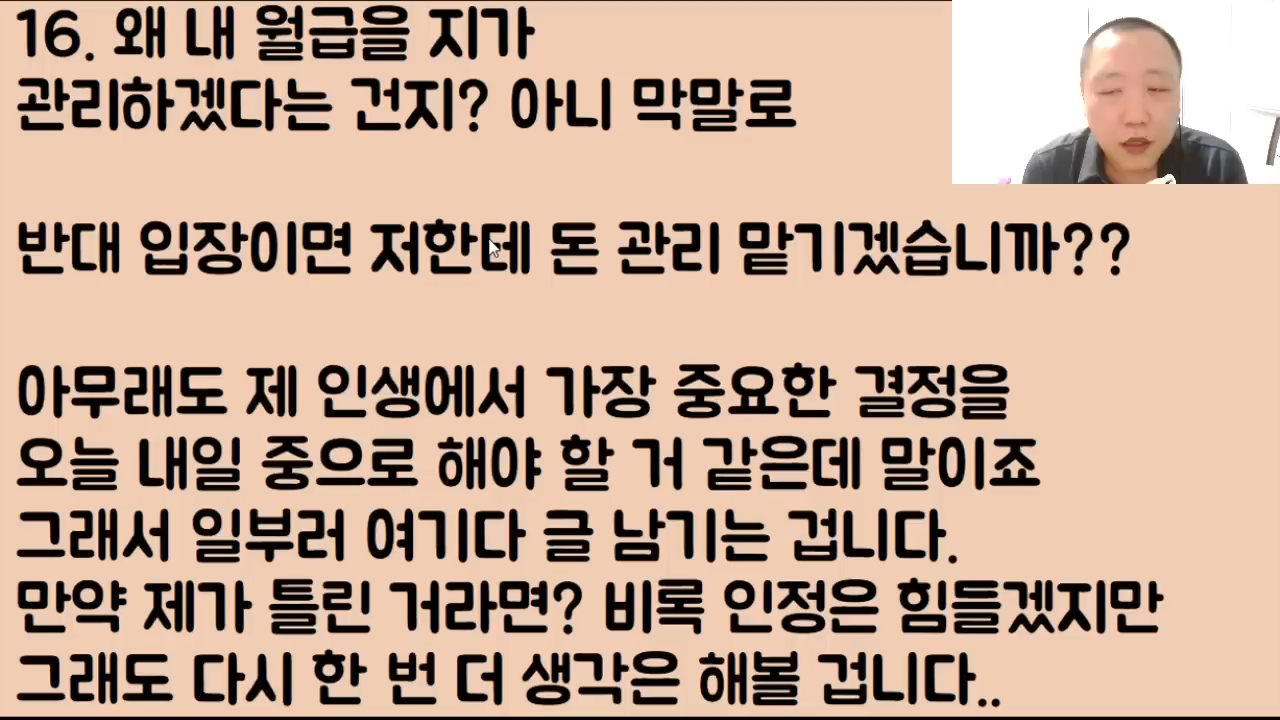 16. 왜 내 월급을 지가
관리하겠다는 건지? 아니 막말로
반대 입장이면 저한테 돈 관리 맡기겠습니까??
아무래도 제 인생에서 가장 중요한 결정을
오늘 내일 중으로 해야 할 거 같은데 말이죠
그래서 일부러 여기다 글 남기는 겁니다.
만약 제가 틀린 거라면? 비록 인정은 힘들겠지만
그래도 다시 한 번 더 생각은 해볼 겁니다..